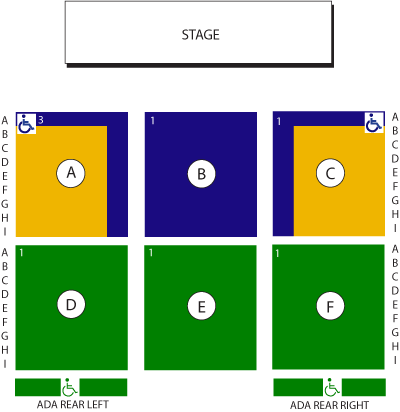 STAGE
3 1 1
A A
B B
C C
D D
E E
F F
G G
H H
I I
A B C
1 1 1
A A
B B
C C
D D
E E
F F
G G
H H
I I
D E F
ADA REAR LEFT ADA REAR RIGHT